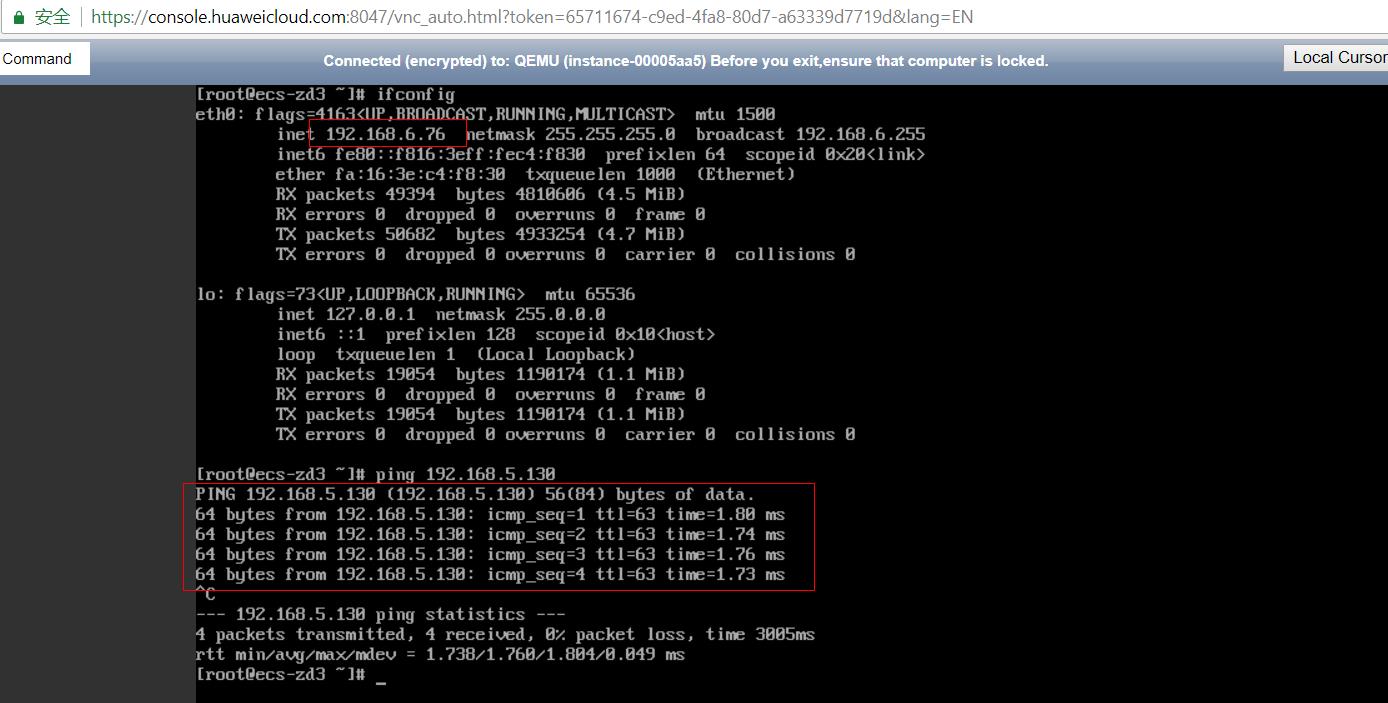 安全 https://console.huaweicloud.com:8047/vnc_auto.html?token=65711674-c9ed-4fa8-80d7-a63339d7719d&lang=EN
Command Connected (encrypted) to: QEMU (instance-00005aa5) Before you exit,ensure that computer is locked. Local Cursor
[root@ecs-zd3 ~]# ifconfig
eth0: flags=4163<UP,BROADCAST,RUNNING,MULTICAST>  mtu 1500
inet 192.168.6.76  netmask 255.255.255.0  broadcast 192.168.6.255
inet6 fe80::f816:3eff:fec4:f830  prefixlen 64  scopeid 0x20<link>
ether fa:16:3e:c4:f8:30  txqueuelen 1000  (Ethernet)
RX packets 49394  bytes 4810606 (4.5 MiB)
RX errors 0  dropped 0  overruns 0  frame 0
TX packets 50682  bytes 4933254 (4.7 MiB)
TX errors 0  dropped 0 overruns 0  carrier 0  collisions 0
lo: flags=73<UP,LOOPBACK,RUNNING>  mtu 65536
inet 127.0.0.1  netmask 255.0.0.0
inet6 ::1  prefixlen 128  scopeid 0x10<host>
loop  txqueuelen 1  (Local Loopback)
RX packets 19054  bytes 1190174 (1.1 MiB)
RX errors 0  dropped 0  overruns 0  frame 0
TX packets 19054  bytes 1190174 (1.1 MiB)
TX errors 0  dropped 0 overruns 0  carrier 0  collisions 0
[root@ecs-zd3 ~]# ping 192.168.5.130
PING 192.168.5.130 (192.168.5.130) 56(84) bytes of data.
64 bytes from 192.168.5.130: icmp_seq=1 ttl=63 time=1.80 ms
64 bytes from 192.168.5.130: icmp_seq=2 ttl=63 time=1.74 ms
64 bytes from 192.168.5.130: icmp_seq=3 ttl=63 time=1.76 ms
64 bytes from 192.168.5.130: icmp_seq=4 ttl=63 time=1.73 ms
^C
--- 192.168.5.130 ping statistics ---
4 packets transmitted, 4 received, 0% packet loss, time 3005ms
rtt min/avg/max/mdev = 1.738/1.760/1.804/0.049 ms
[root@ecs-zd3 ~]# _